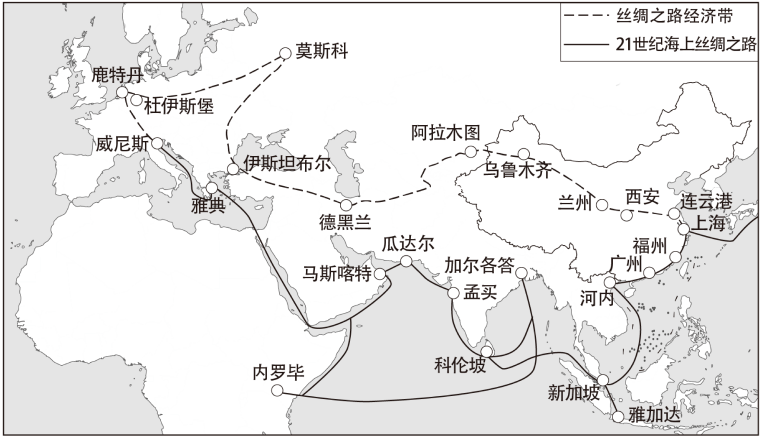 丝绸之路经济带
21世纪海上丝绸之路
莫斯科
鹿特丹
杜伊斯堡
威尼斯
伊斯坦布尔
雅典
德黑兰
阿拉木图
乌鲁木齐
兰州
西安
连云港
上海
福州
广州
河内
瓜达尔
马斯喀特
加尔各答
孟买
科伦坡
内罗毕
新加坡
雅加达